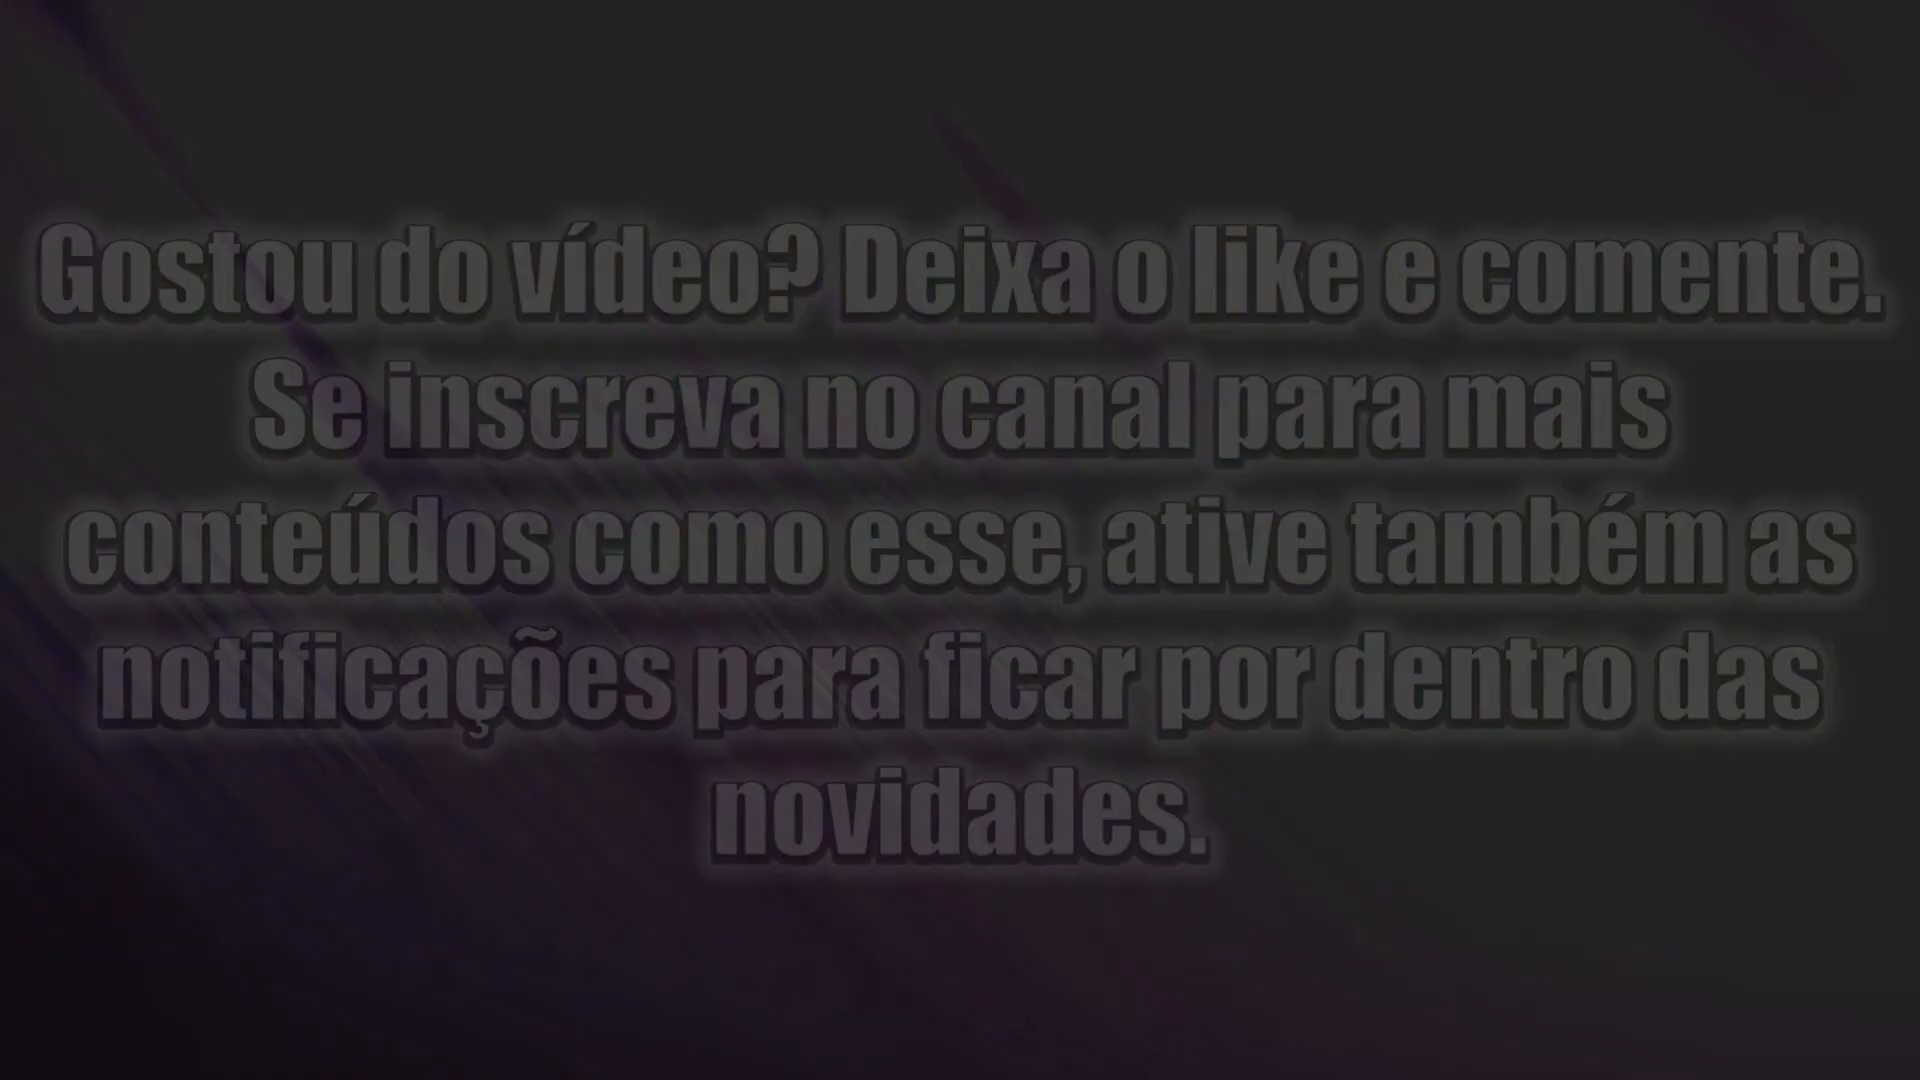 Gostou do vídeo? Deixa o like e comente.
Se inscreva no canal para mais
conteúdos como esse, ative também as
notificações para ficar por dentro das
novidades.